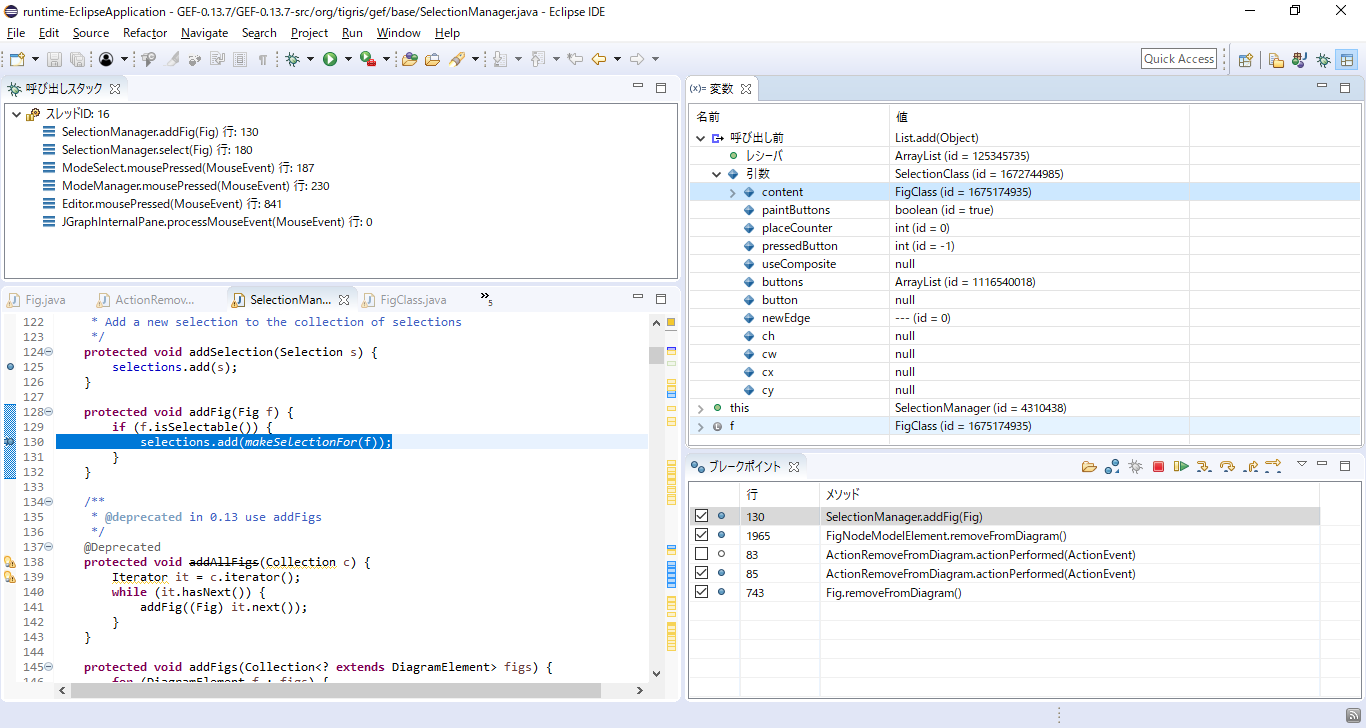 runtime-EclipseApplication - GEF-0.13.7/GEF-0.13.7-src/org/tigris/gef/base/SelectionManager.java - Eclipse IDE
File Edit Source Refactor Navigate Search Project Run Window Help
Quick Access
呼び出しスタック
スレッドID: 16
SelectionManager.addFig(Fig) 行: 130
SelectionManager.select(Fig) 行: 180
ModeSelect.mousePressed(MouseEvent) 行: 187
ModeManager.mousePressed(MouseEvent) 行: 230
Editor.mousePressed(MouseEvent) 行: 841
JGraphInternalPane.processMouseEvent(MouseEvent) 行: 0
Fig.java ActionRemov... SelectionMan... FigClass.java »5
122 * Add a new selection to the collection of selections
123 */
124 protected void addSelection(Selection s) {
125 selections.add(s);
126 }
127
128 protected void addFig(Fig f) {
129 if (f.isSelectable()) {
130 selections.add(makeSelectionFor(f));
131 }
132 }
133
134 /**
135 * @deprecated in 0.13 use addFigs
136 */
137 @Deprecated
138 protected void addAllFigs(Collection c) {
139 Iterator it = c.iterator();
140 while (it.hasNext()) {
141 addFig((Fig) it.next());
142 }
143 }
144
145 protected void addFigs(Collection<? extends DiagramElement> figs) {
146 for (DiagramElement f : figs) {
(x)= 変数
名前 値
呼び出し前 List.add(Object)
レシーバ ArrayList (id = 125345735)
引数 SelectionClass (id = 1672744985)
content FigClass (id = 1675174935)
paintButtons boolean (id = true)
placeCounter int (id = 0)
pressedButton int (id = -1)
useComposite null
buttons ArrayList (id = 1116540018)
button null
newEdge --- (id = 0)
ch null
cw null
cx null
cy null
this SelectionManager (id = 4310438)
f FigClass (id = 1675174935)
ブレークポイント
行 メソッド
130 SelectionManager.addFig(Fig)
1965 FigNodeModelElement.removeFromDiagram()
83 ActionRemoveFromDiagram.actionPerformed(ActionEvent)
85 ActionRemoveFromDiagram.actionPerformed(ActionEvent)
743 Fig.removeFromDiagram()